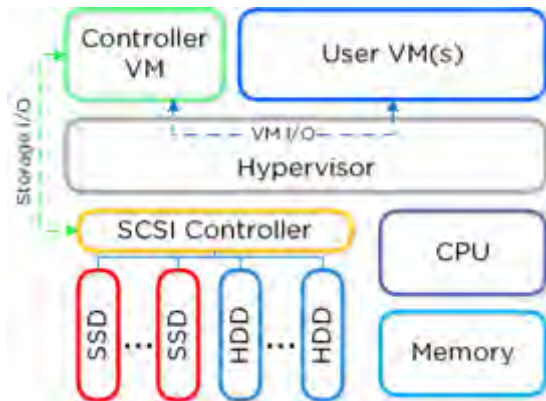 Controller
VM
User VM(s)
Storage I/O
VM I/O
Hypervisor
SCSI Controller
CPU
SSD
...
SSD
HDD
...
HDD
Memory